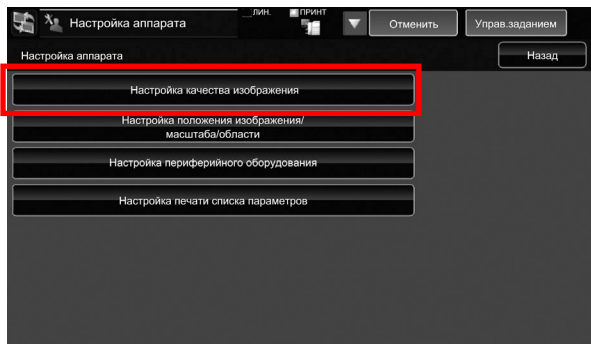 Настройка аппарата
ЛИН.
ПРИНТ
Отменить
Управ.заданием
Настройка аппарата
Назад
Настройка качества изображения
Настройка положения изображения/
масштаба/области
Настройка периферийного оборудования
Настройка печати списка параметров